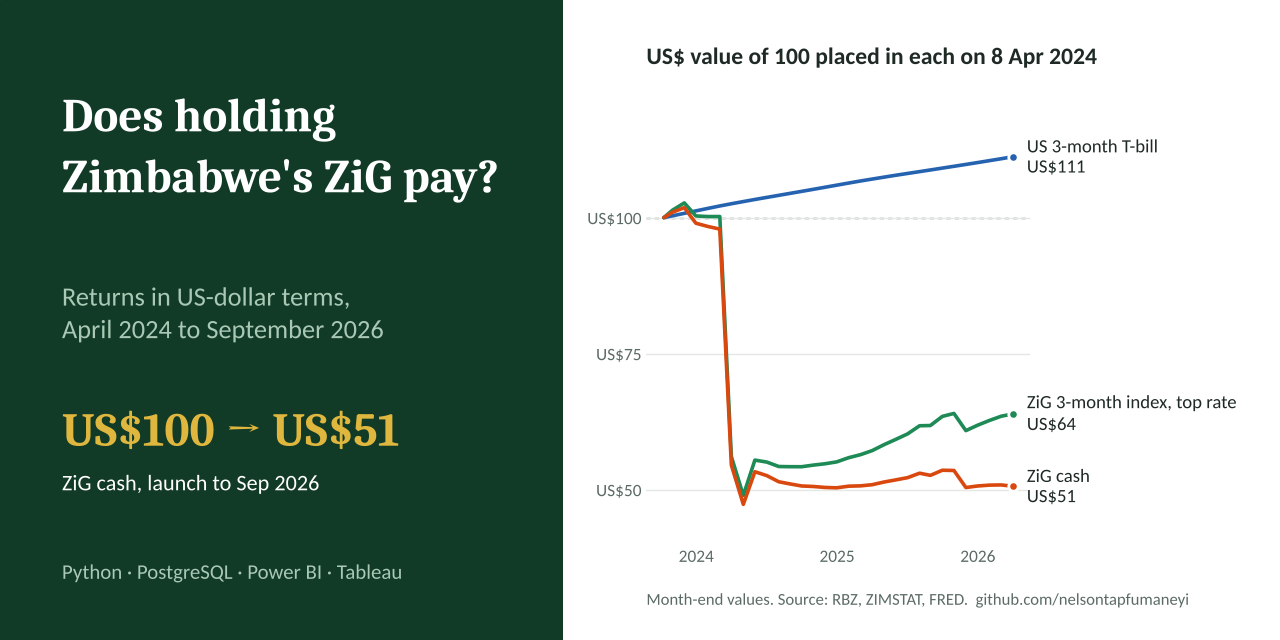 Does holding
Zimbabwe's ZiG pay?
Returns in US-dollar terms,
April 2024 to September 2026
US$100 → US$51
ZiG cash, launch to Sep 2026
Python · PostgreSQL · Power BI · Tableau
US$ value of 100 placed in each on 8 Apr 2024
US 3-month T-bill
US$111
US$100
US$75
ZiG 3-month index, top rate
US$64
ZiG cash
US$51
US$50
2024 2025 2026
Month-end values. Source: RBZ, ZIMSTAT, FRED. github.com/nelsontapfumaneyi